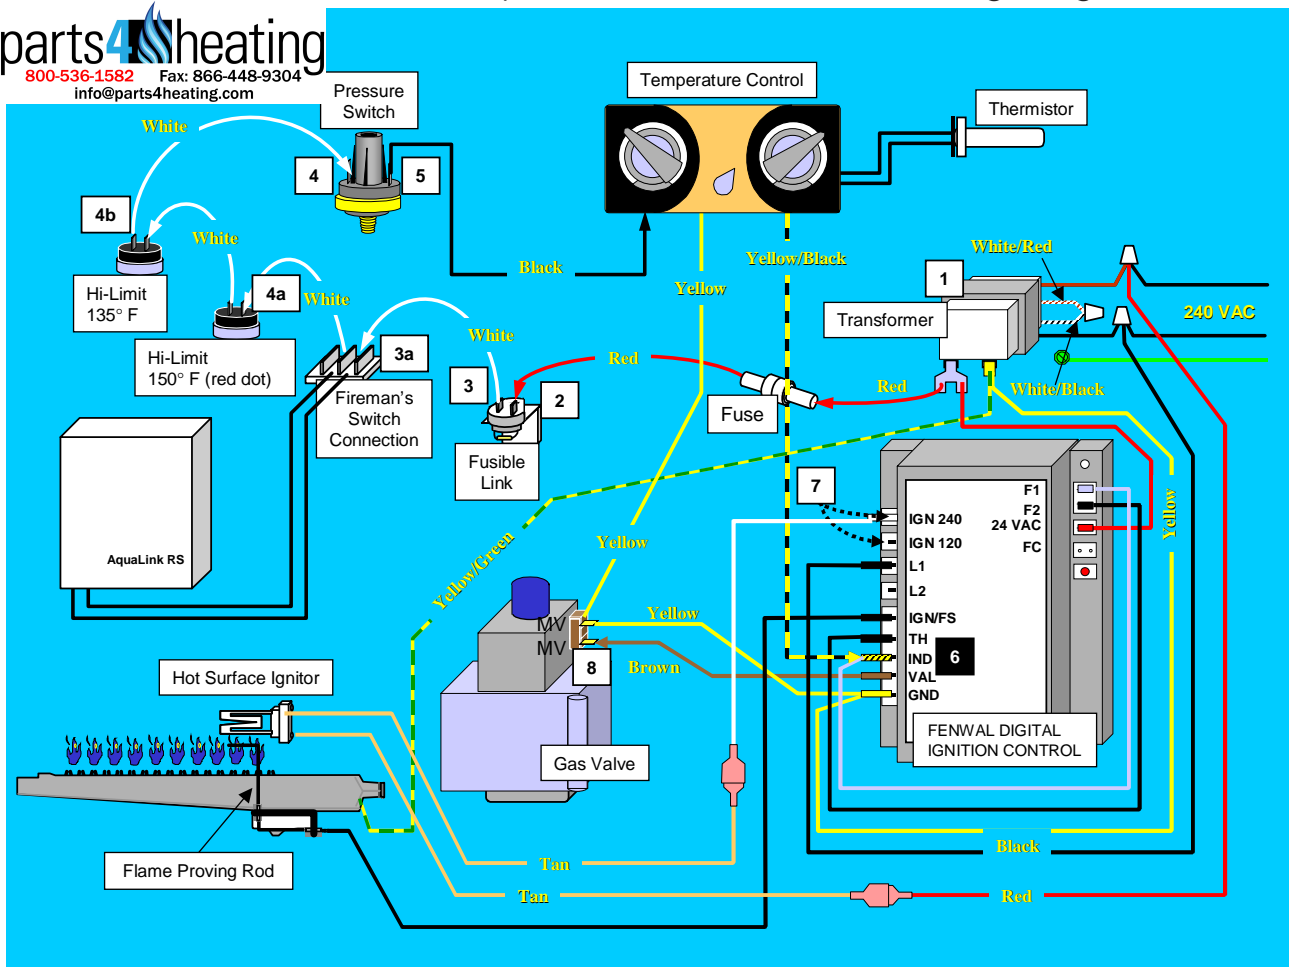 parts4heating
800-536-1582 Fax: 866-448-9304
info@parts4heating.com
Pressure
Switch
Temperature Control
Thermistor
White
4
5
4b
White
Black
Hi-Limit
135° F
4a
White
Yellow
Yellow/Black
White/Red
1
Transformer
240 VAC
White/Black
Hi-Limit
150° F (red dot)
3a
White
Red
Red
Fireman's
Switch
Connection
3
2
Fuse
Fusible
Link
AquaLink RS
7
F1
F2
24 VAC
FC
IGN 240
IGN 120
L1
L2
IGN/FS
TH
IND
6
VAL
GND
FENWAL DIGITAL
IGNITION CONTROL
Yellow
Yellow
Yellow/Green
MV
MV
Yellow
8
Brown
Gas Valve
Hot Surface Ignitor
Flame Proving Rod
Tan
Tan
Black
Red